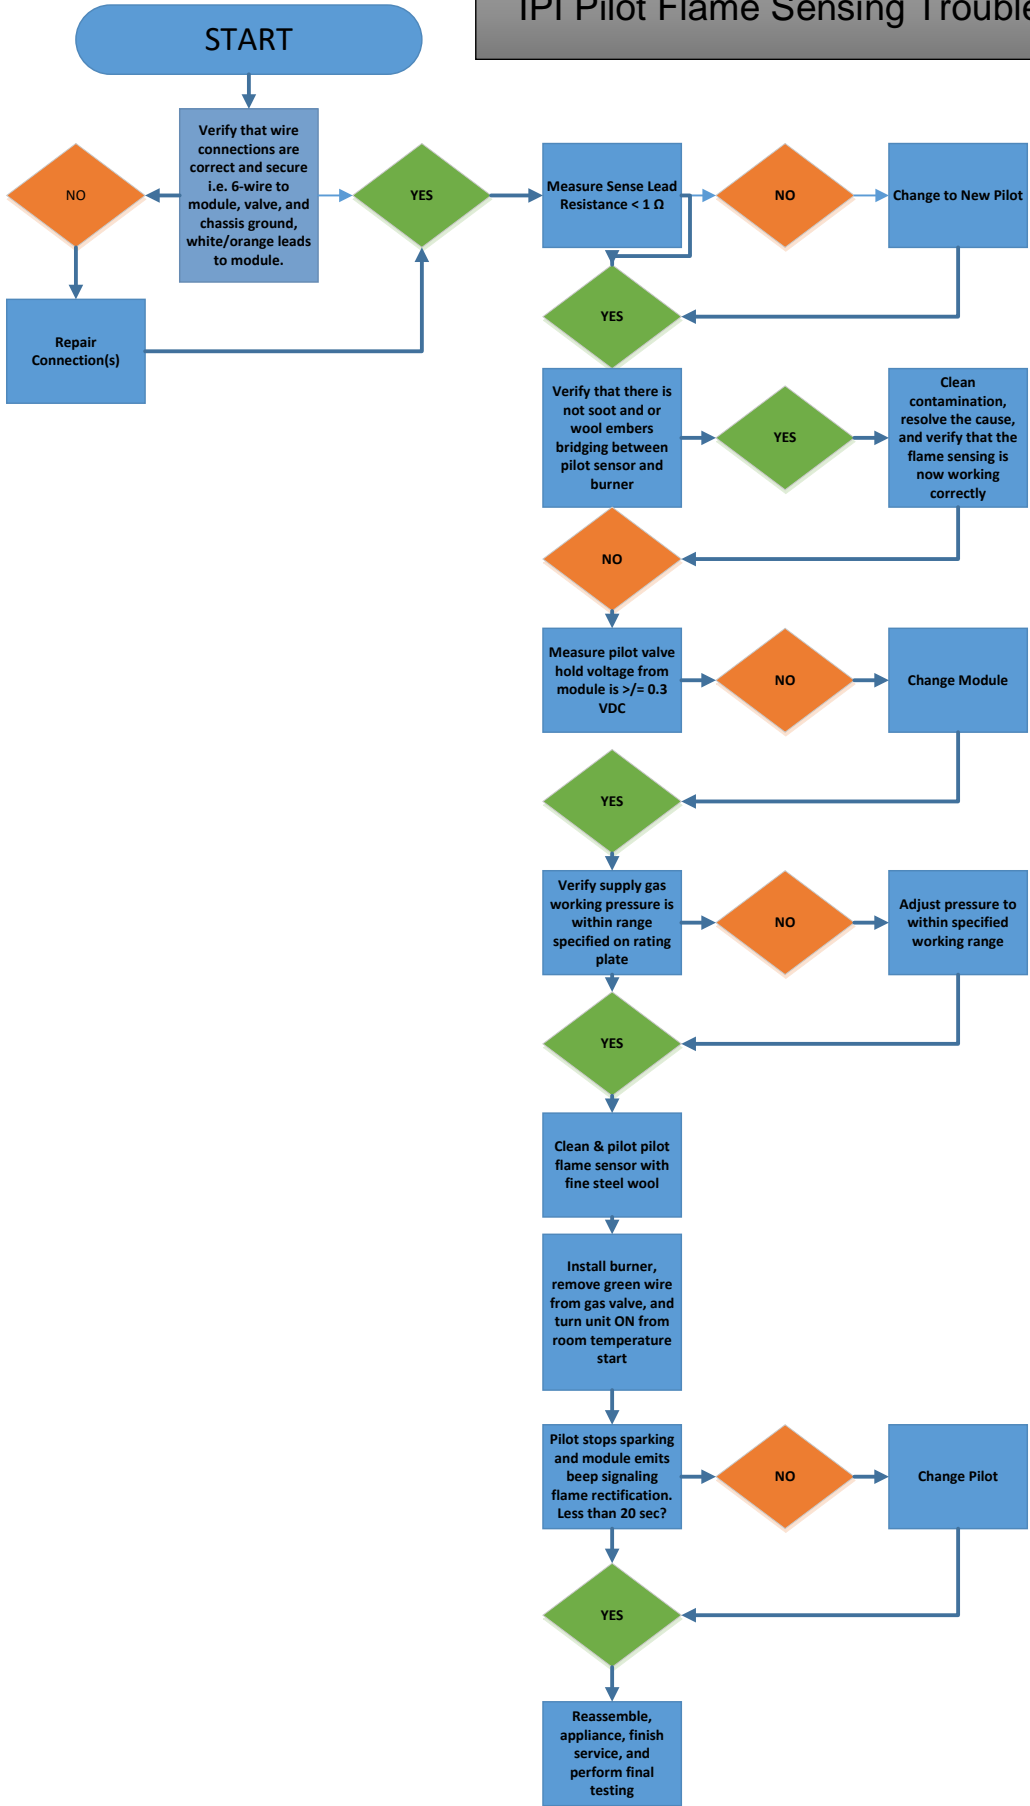 IPI Pilot Flame Sensing Trouble
START
Verify that wire
connections are
correct and secure
i.e. 6-wire to
module, valve, and
chassis ground,
white/orange leads
to module.
NO
YES
Repair
Connection(s)
Measure Sense Lead
Resistance < 1 Ω
NO
Change to New Pilot
YES
Verify that there is
not soot and or
wool embers
bridging between
pilot sensor and
burner
YES
Clean
contamination,
resolve the cause,
and verify that the
flame sensing is
now working
correctly
NO
Measure pilot valve
hold voltage from
module is >/= 0.3
VDC
NO
Change Module
YES
Verify supply gas
working pressure is
within range
specified on rating
plate
NO
Adjust pressure to
within specified
working range
YES
Clean & pilot pilot
flame sensor with
fine steel wool
Install burner,
remove green wire
from gas valve, and
turn unit ON from
room temperature
start
Pilot stops sparking
and module emits
beep signaling
flame rectification.
Less than 20 sec?
NO
Change Pilot
YES
Reassemble,
appliance, finish
service, and
perform final
testing